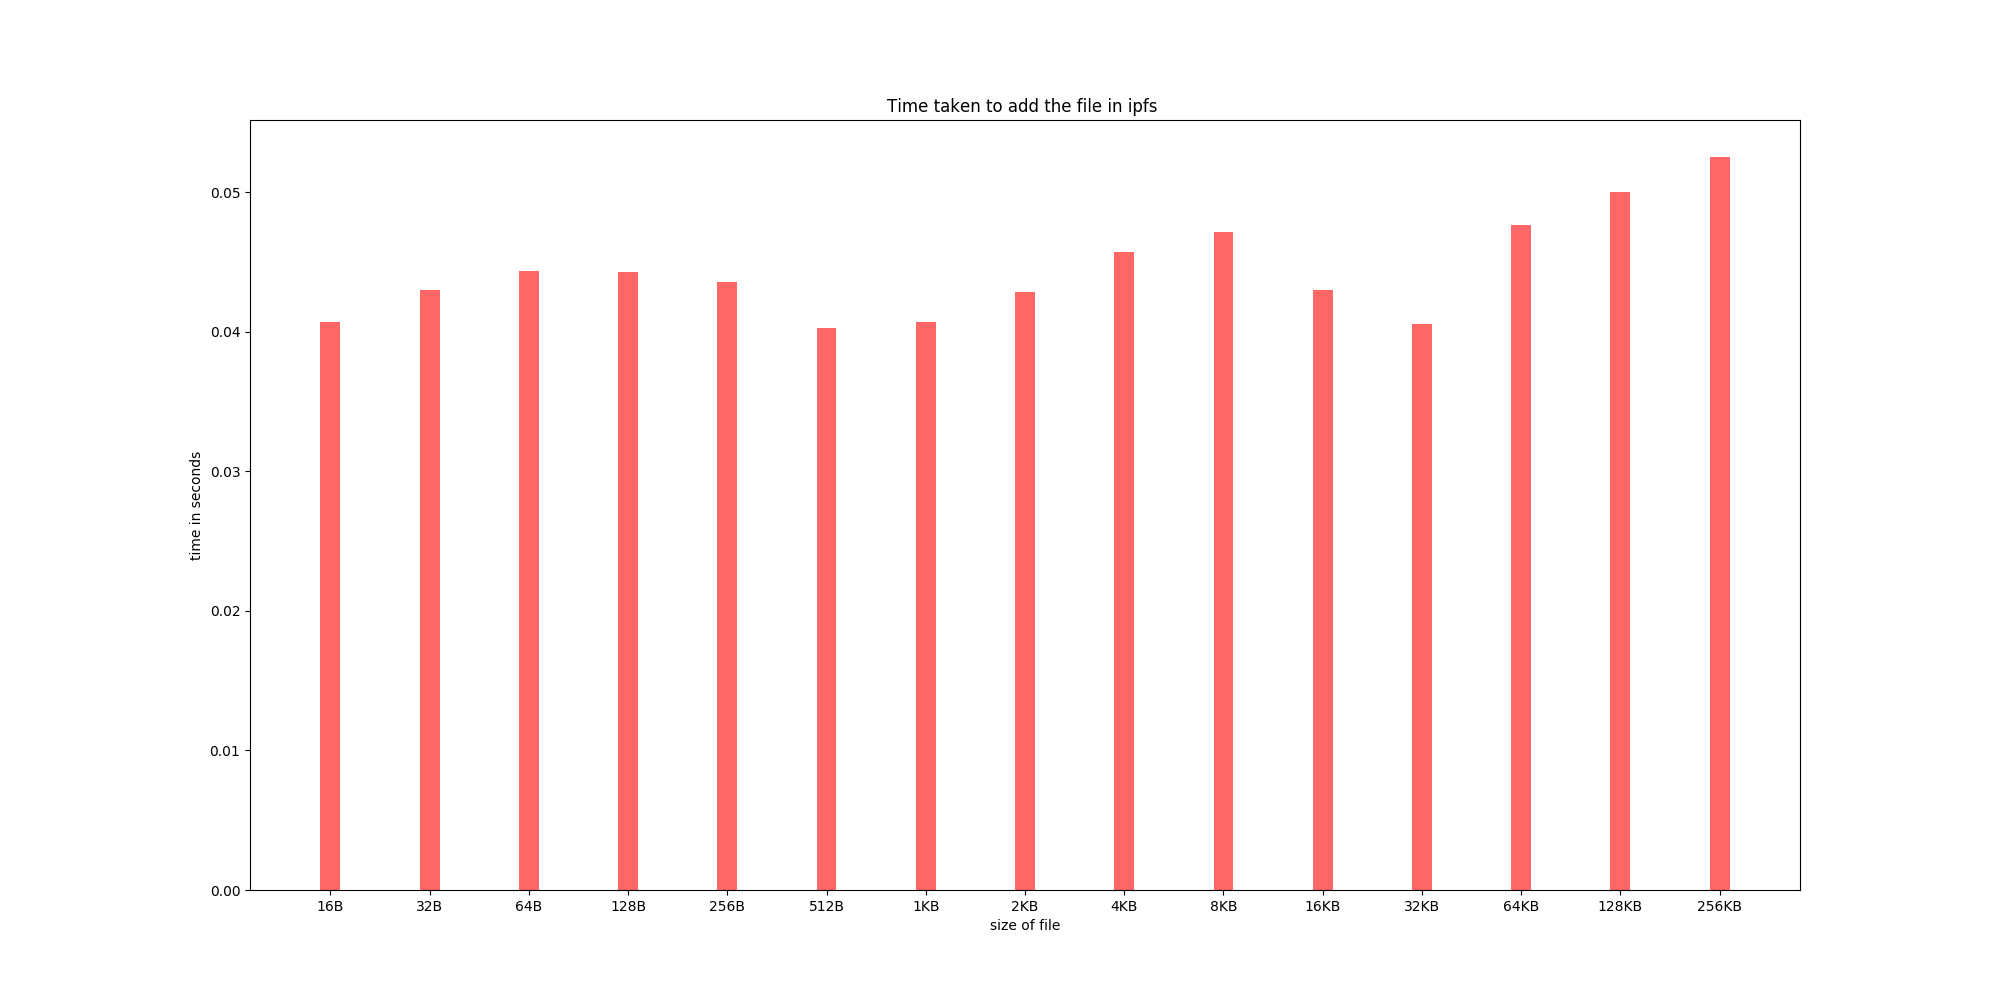 Time taken to add the file in ipfs
0.05
0.04
0.03
0.02
0.01
0.00
time in seconds
16B 32B 64B 128B 256B 512B 1KB 2KB 4KB 8KB 16KB 32KB 64KB 128KB 256KB
size of file